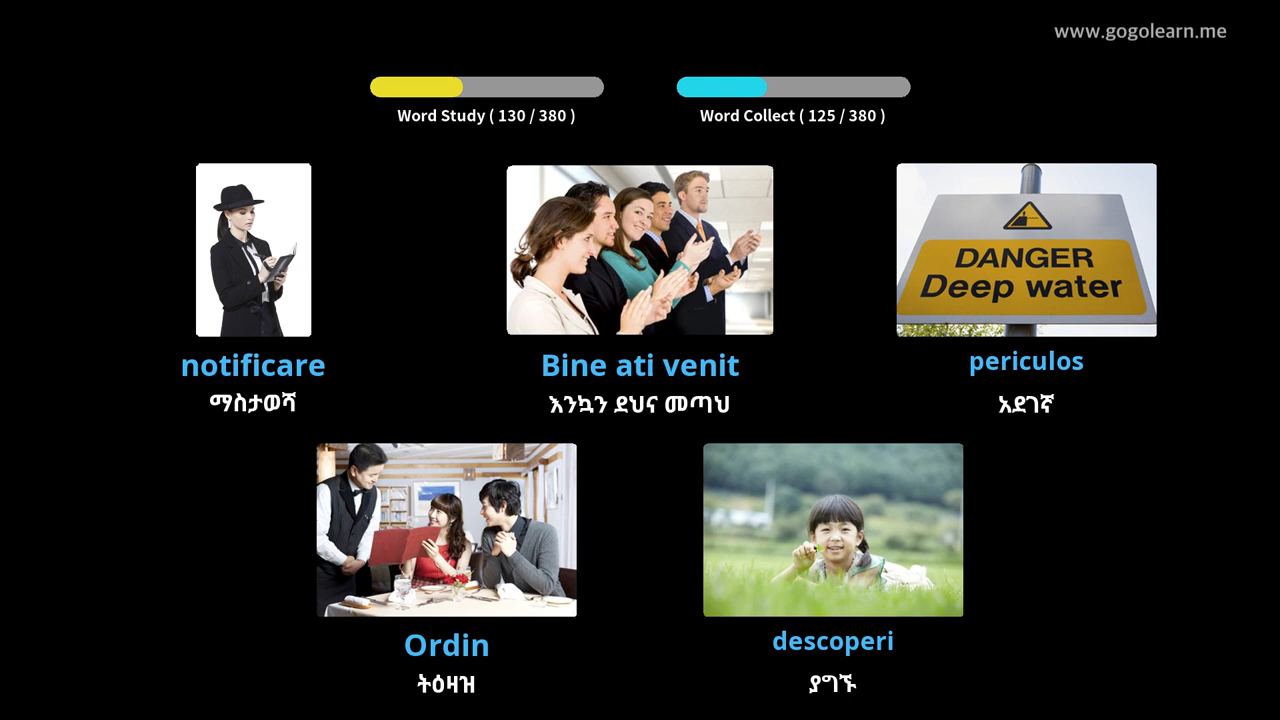 www.gogolearn.me
Word Study ( 130 / 380 )
Word Collect ( 125 / 380 )
DANGER
Deep water
notificare
ማስታወሻ
Bine ati venit
እንኳን ደህና መጣህ
periculos
አደገኛ
Ordin
ትዕዛዝ
descoperi
ያግኙ